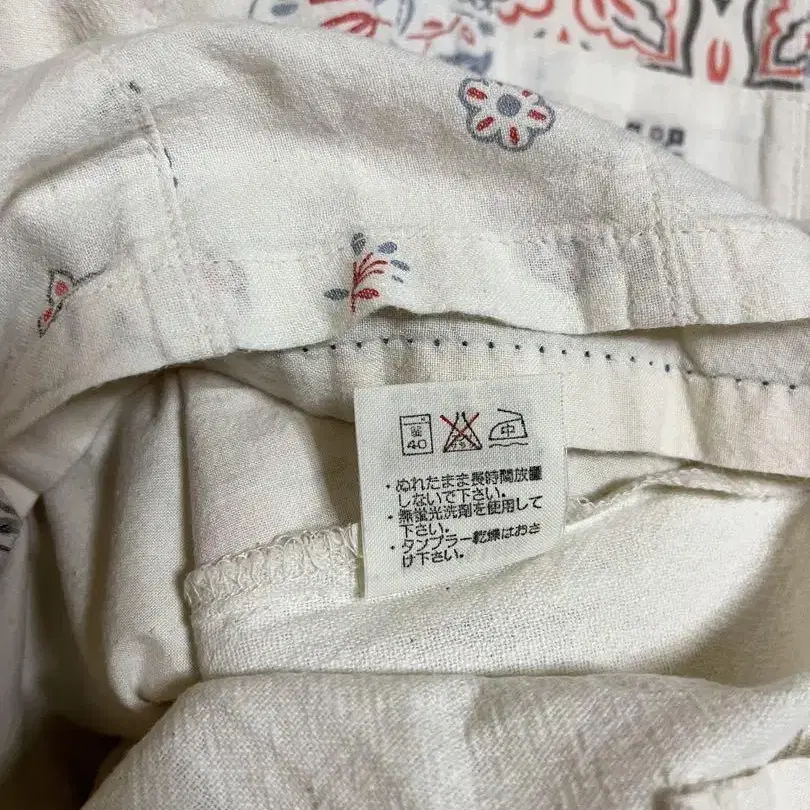 40
中
・ぬれたまま長時間放置
しないで下さい。
・無蛍光洗剤を使用して
下さい。
・タンブラー乾燥はおさ
け下さい。